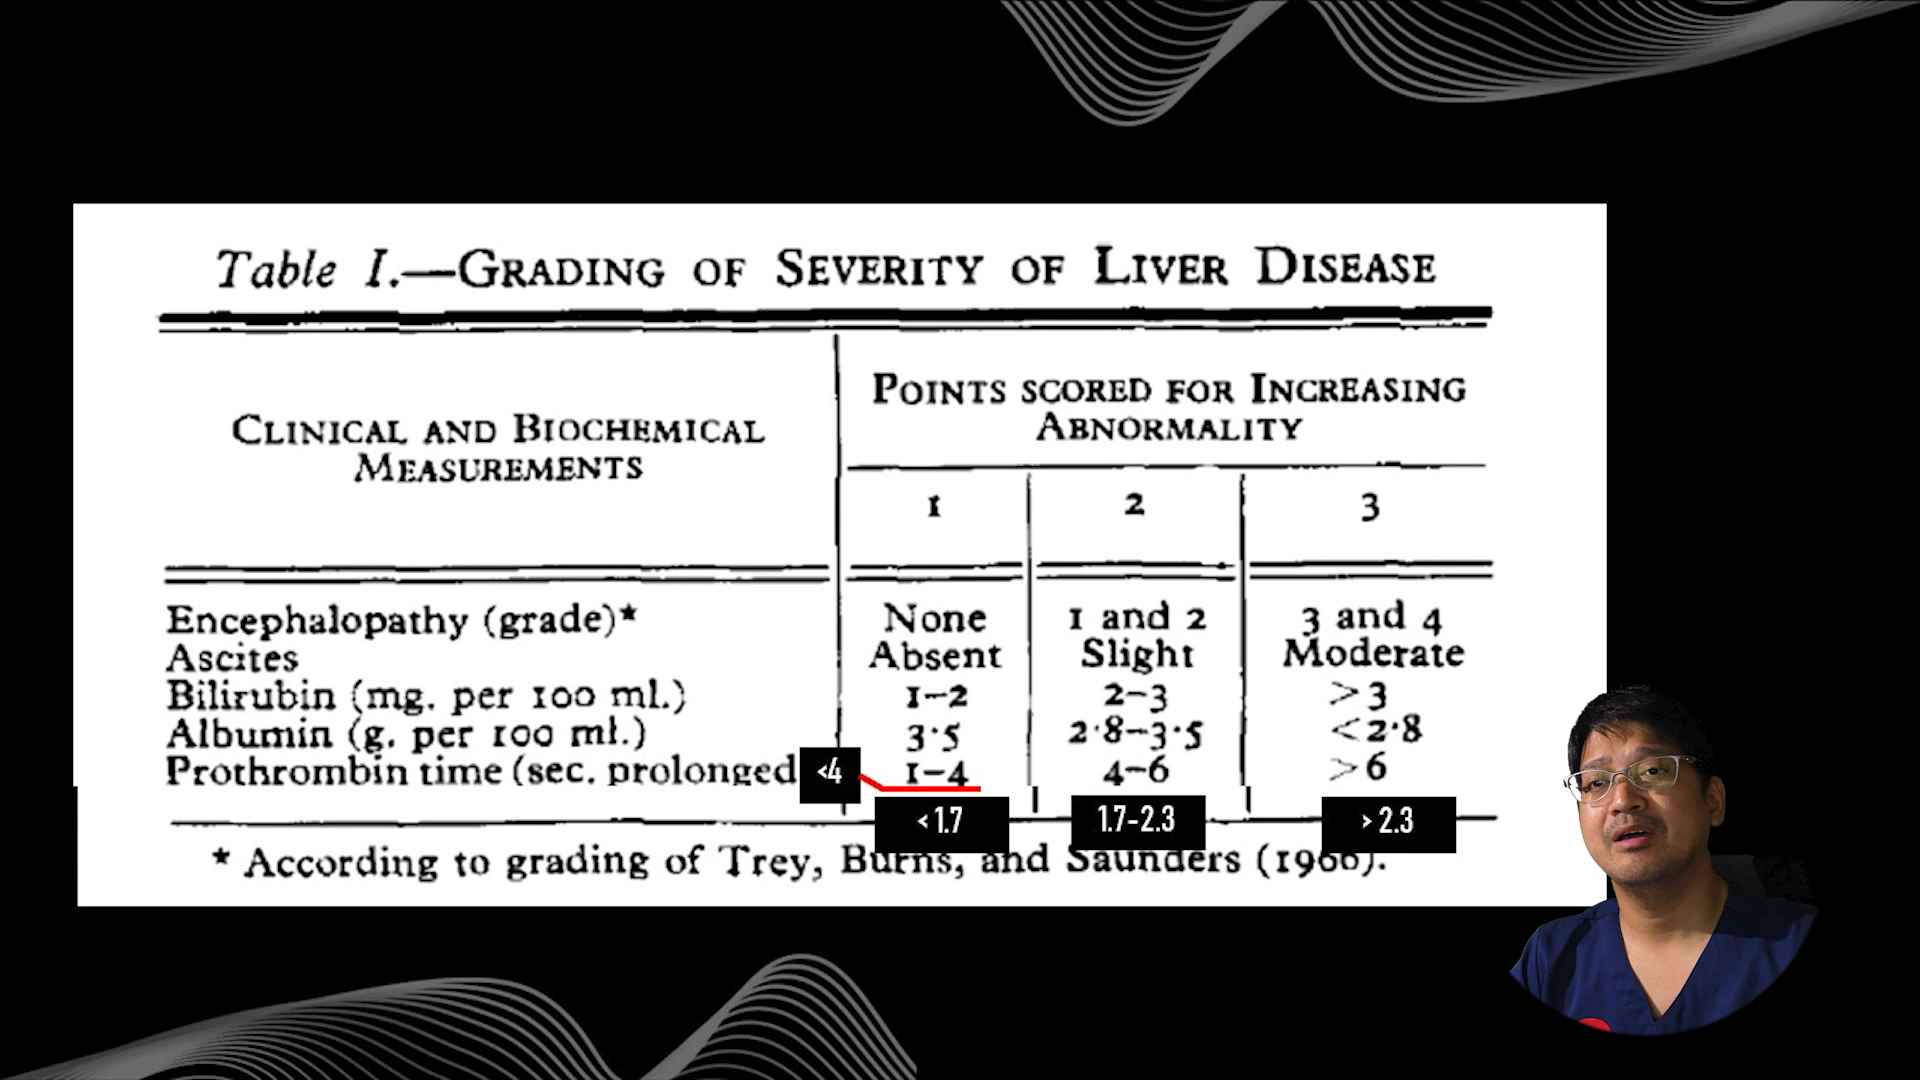 Table I.—GRADING OF SEVERITY OF LIVER DISEASE
CLINICAL AND BIOCHEMICAL MEASUREMENTS
POINTS SCORED FOR INCREASING ABNORMALITY
1 2 3
Encephalopathy (grade)* None 1 and 2 3 and 4
Ascites Absent Slight Moderate
Bilirubin (mg. per 100 ml.) 1–2 2–3 >3
Albumin (g. per 100 ml.) 3·5 2·8–3·5 <2·8
Prothrombin time (sec. prolonged <4 1–4 4–6 >6
<1.7 1.7-2.3 > 2.3
* According to grading of Trey, Burns, and Saunders (1966).